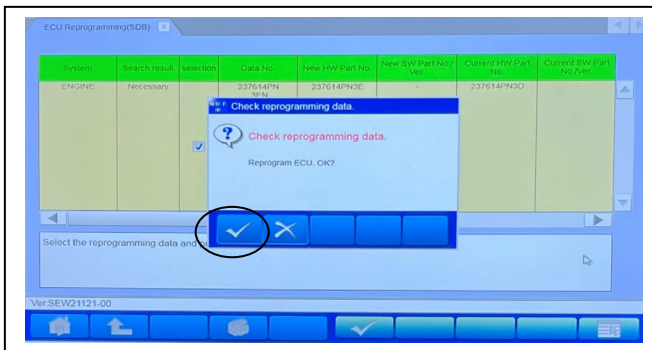 ECU Reprogramming(SDB)
System Search result selection Data No. New HW Part No. New SW Part No./ Current HW Part Current SW Part
Ver. No. No./Ver.
ENGINE Necessary 237614PN 237614PN3E - 237614PN3D
3EN
Check reprogramming data.
Check reprogramming data.
Reprogram ECU. OK?
Select the reprogramming data and
Ver.SEW21121-00